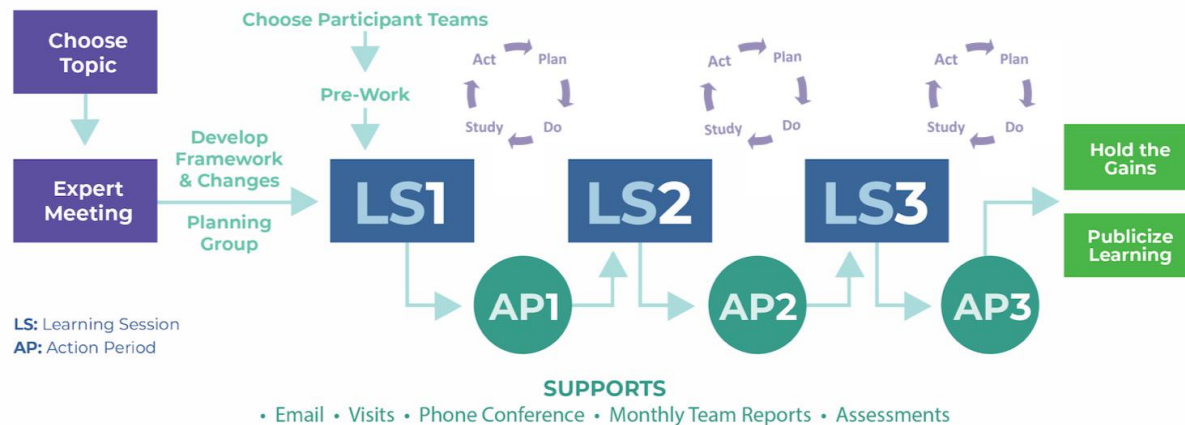 Choose
Topic
Expert
Meeting
Develop
Framework
& Changes
Planning
Group
Choose Participant Teams
Pre-Work
LS1
AP1
Act
Plan
Do
Study
LS2
AP2
Act
Plan
Do
Study
LS3
AP3
Act
Plan
Do
Study
Hold the
Gains
Publicize
Learning
LS: Learning Session
AP: Action Period
SUPPORTS
• Email • Visits • Phone Conference • Monthly Team Reports • Assessments